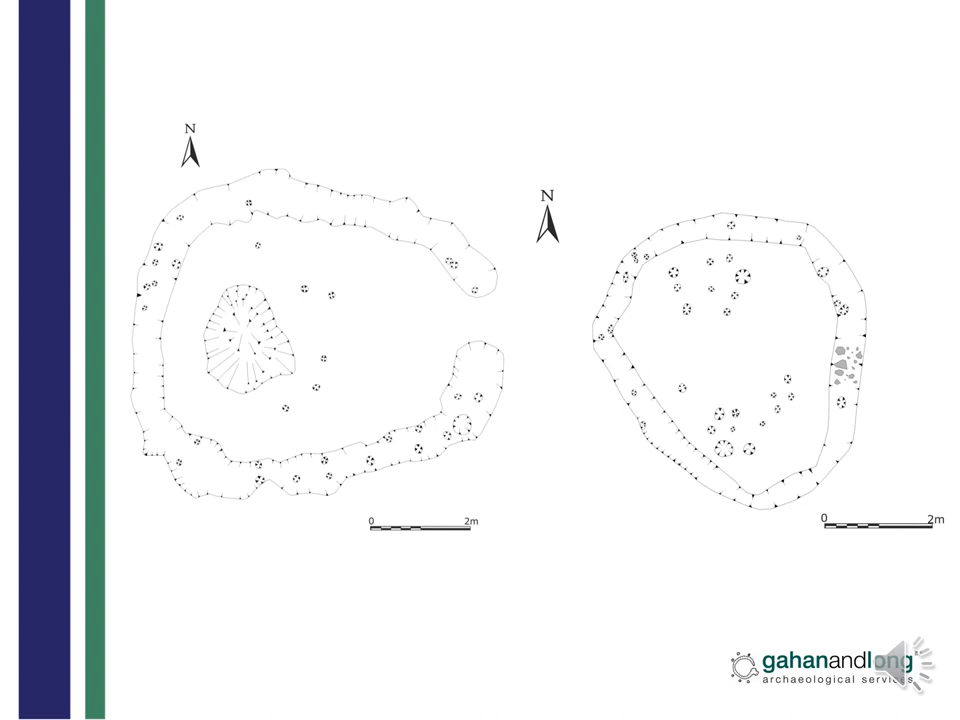 N
N
0 2m
0 2m
gahanandlong
archaeological services